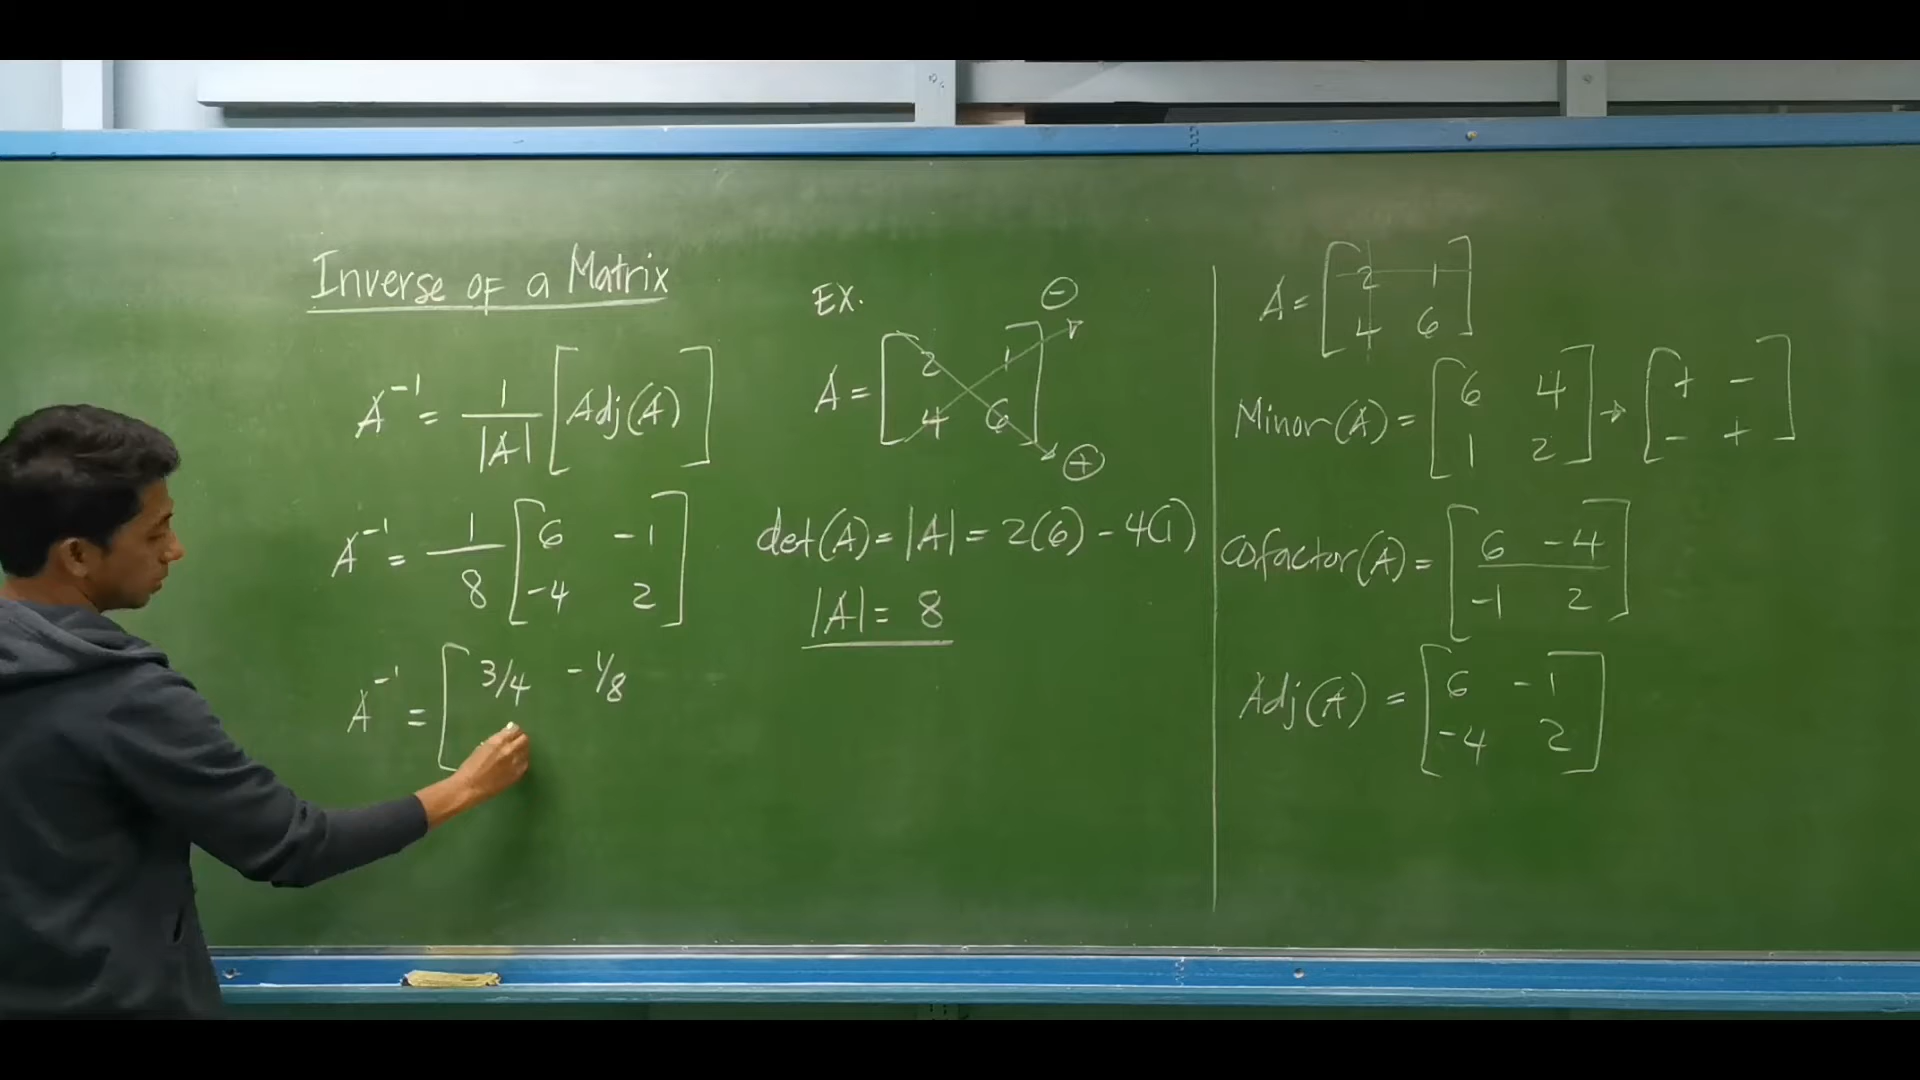 Inverse of a Matrix
A⁻¹ = 1/|A| [Adj(A)]
A⁻¹ = 1/8 [6 -1
-4 2]
A⁻¹ = [3/4 -1/8
EX.
⊖
A = [2 1
4 6]
⊕
det(A) = |A| = 2(6) - 4(1)
|A| = 8
A = [2 1
4 6]
Minor(A) = [6 4
1 2] → [+ -
- +]
Cofactor(A) = [6 -4
-1 2]
Adj(A) = [6 -1
-4 2]